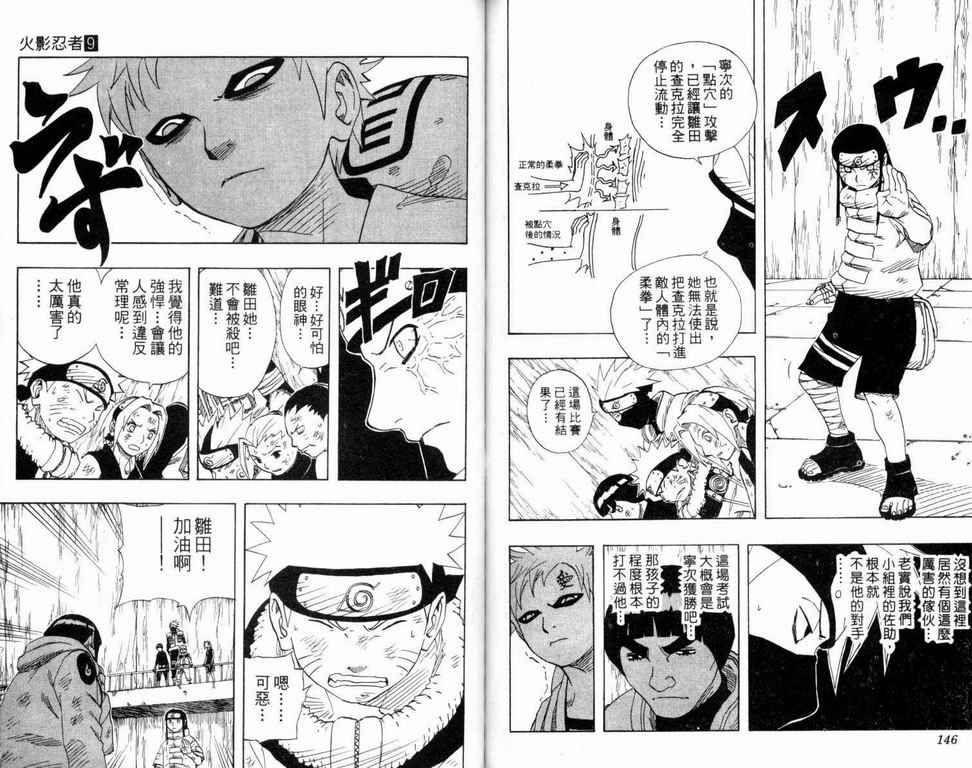 ス
ゥ
‥
寧次的
「點穴」攻擊
，已經讓雛田
的查克拉完全
停止流動…
身體
正常的柔拳
查克拉
被點穴
後的情況
身體
也就是說，
她無法使出
把查克拉打進
敵人體內的「
柔拳」了…
這場比賽
已經有結
果了…
沒想到這裡
居然有個這麼
厲害的傢伙…
老實說我們
小組裡的佐助
根本就
不是他的對手
…
這場考試
大概會是
寧次獲勝吧…
那孩子的
程度根本
打不過他…
146
火影忍者9
うずっ
ギロ
好…好可怕
的眼神…
雛田她…
不會被殺吧…
難道…
我覺得他的
強悍…會讓
人感到違反
常理呢…
他真的
太厲害了
……
嗯…
可惡…
雛田！
加油啊
——！